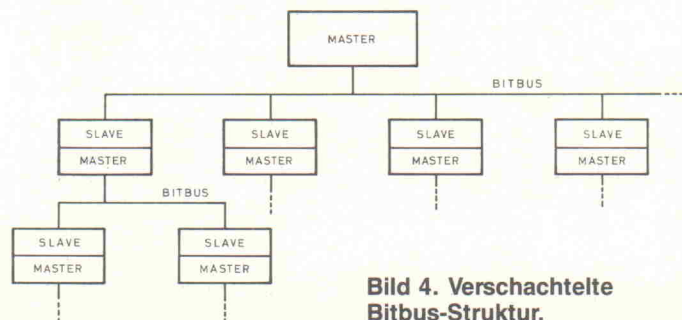 MASTER
BITBUS
SLAVE SLAVE SLAVE SLAVE
MASTER MASTER MASTER MASTER
BITBUS
SLAVE SLAVE
MASTER MASTER
Bild 4. Verschachtelte
Bitbus-Struktur.